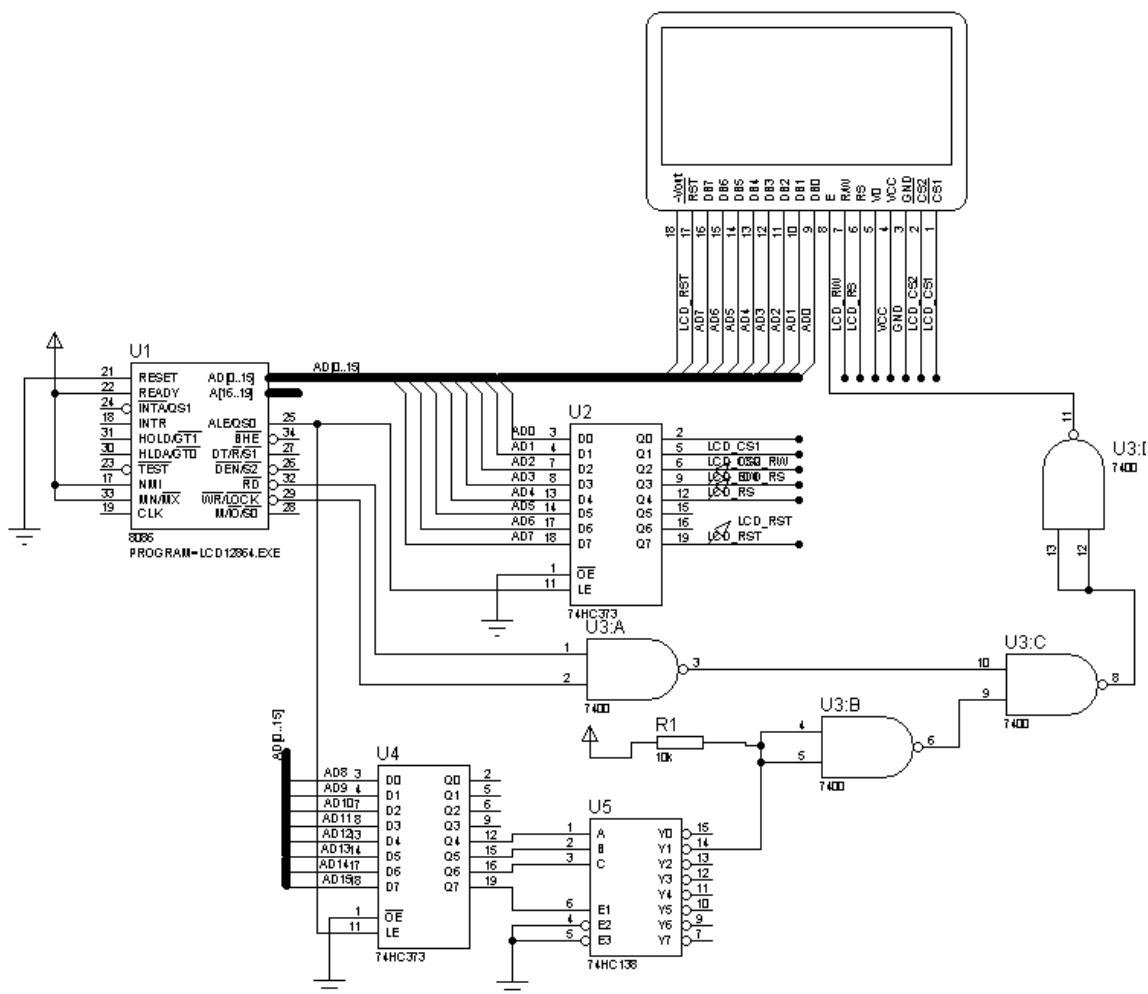 -Vout
RST
DB7
DB6
DB5
DB4
DB3
DB2
DB1
DB0
E
R/W
RS
V0
VCC
GND
CS2
CS1
18
17
16
15
14
13
12
11
10
9
8
7
6
5
4
3
2
1
LCD_RST
AD7
AD6
AD5
AD4
AD3
AD2
AD1
AD0
LCD_RW
LCD_RS
VCC
GND
LCD_CS2
LCD_CS1
U1
AD[0..15]
21 RESET AD[0..15]
22 READY A[16..19]
24 INTA/QS1
18 INTR ALE/QS0 25
31 HOLD/GT1 BHE 34
30 HLDA/GT0 DT/R/S1 27
23 TEST DEN/S2 26
17 NMI RD 32
33 MN/MX WR/LOCK 29
19 CLK M/IO/S0 28
8086
PROGRAM=LCD12864.EXE
U2
AD0 3 D0 Q0 2
AD1 4 D1 Q1 5 LCD_CS1
AD2 7 D2 Q2 6
AD3 8 D3 Q3 9
AD4 13 D4 Q4 12 LCD_RS
AD5 14 D5 Q5 15
AD6 17 D6 Q6 16 LCD_RST
AD7 18 D7 Q7 19 LCD_RST
1 OE
11 LE
74HC373
11
U3:D
7400
13 12
U3:A
1
2
3
7400
U3:C
10
9
8
7400
U3:B
4
5
6
7400
R1
10k
AD[0..15]
U4
AD8 3 D0 Q0 2
AD9 4 D1 Q1 5
AD10 7 D2 Q2 6
AD11 8 D3 Q3 9
AD12 13 D4 Q4 12
AD13 14 D5 Q5 15
AD14 17 D6 Q6 16
AD15 18 D7 Q7 19
1 OE
11 LE
74HC373
U5
1 A Y0 15
2 B Y1 14
3 C Y2 13
Y3 12
Y4 11
6 E1 Y5 10
4 E2 Y6 9
5 E3 Y7 7
74HC138